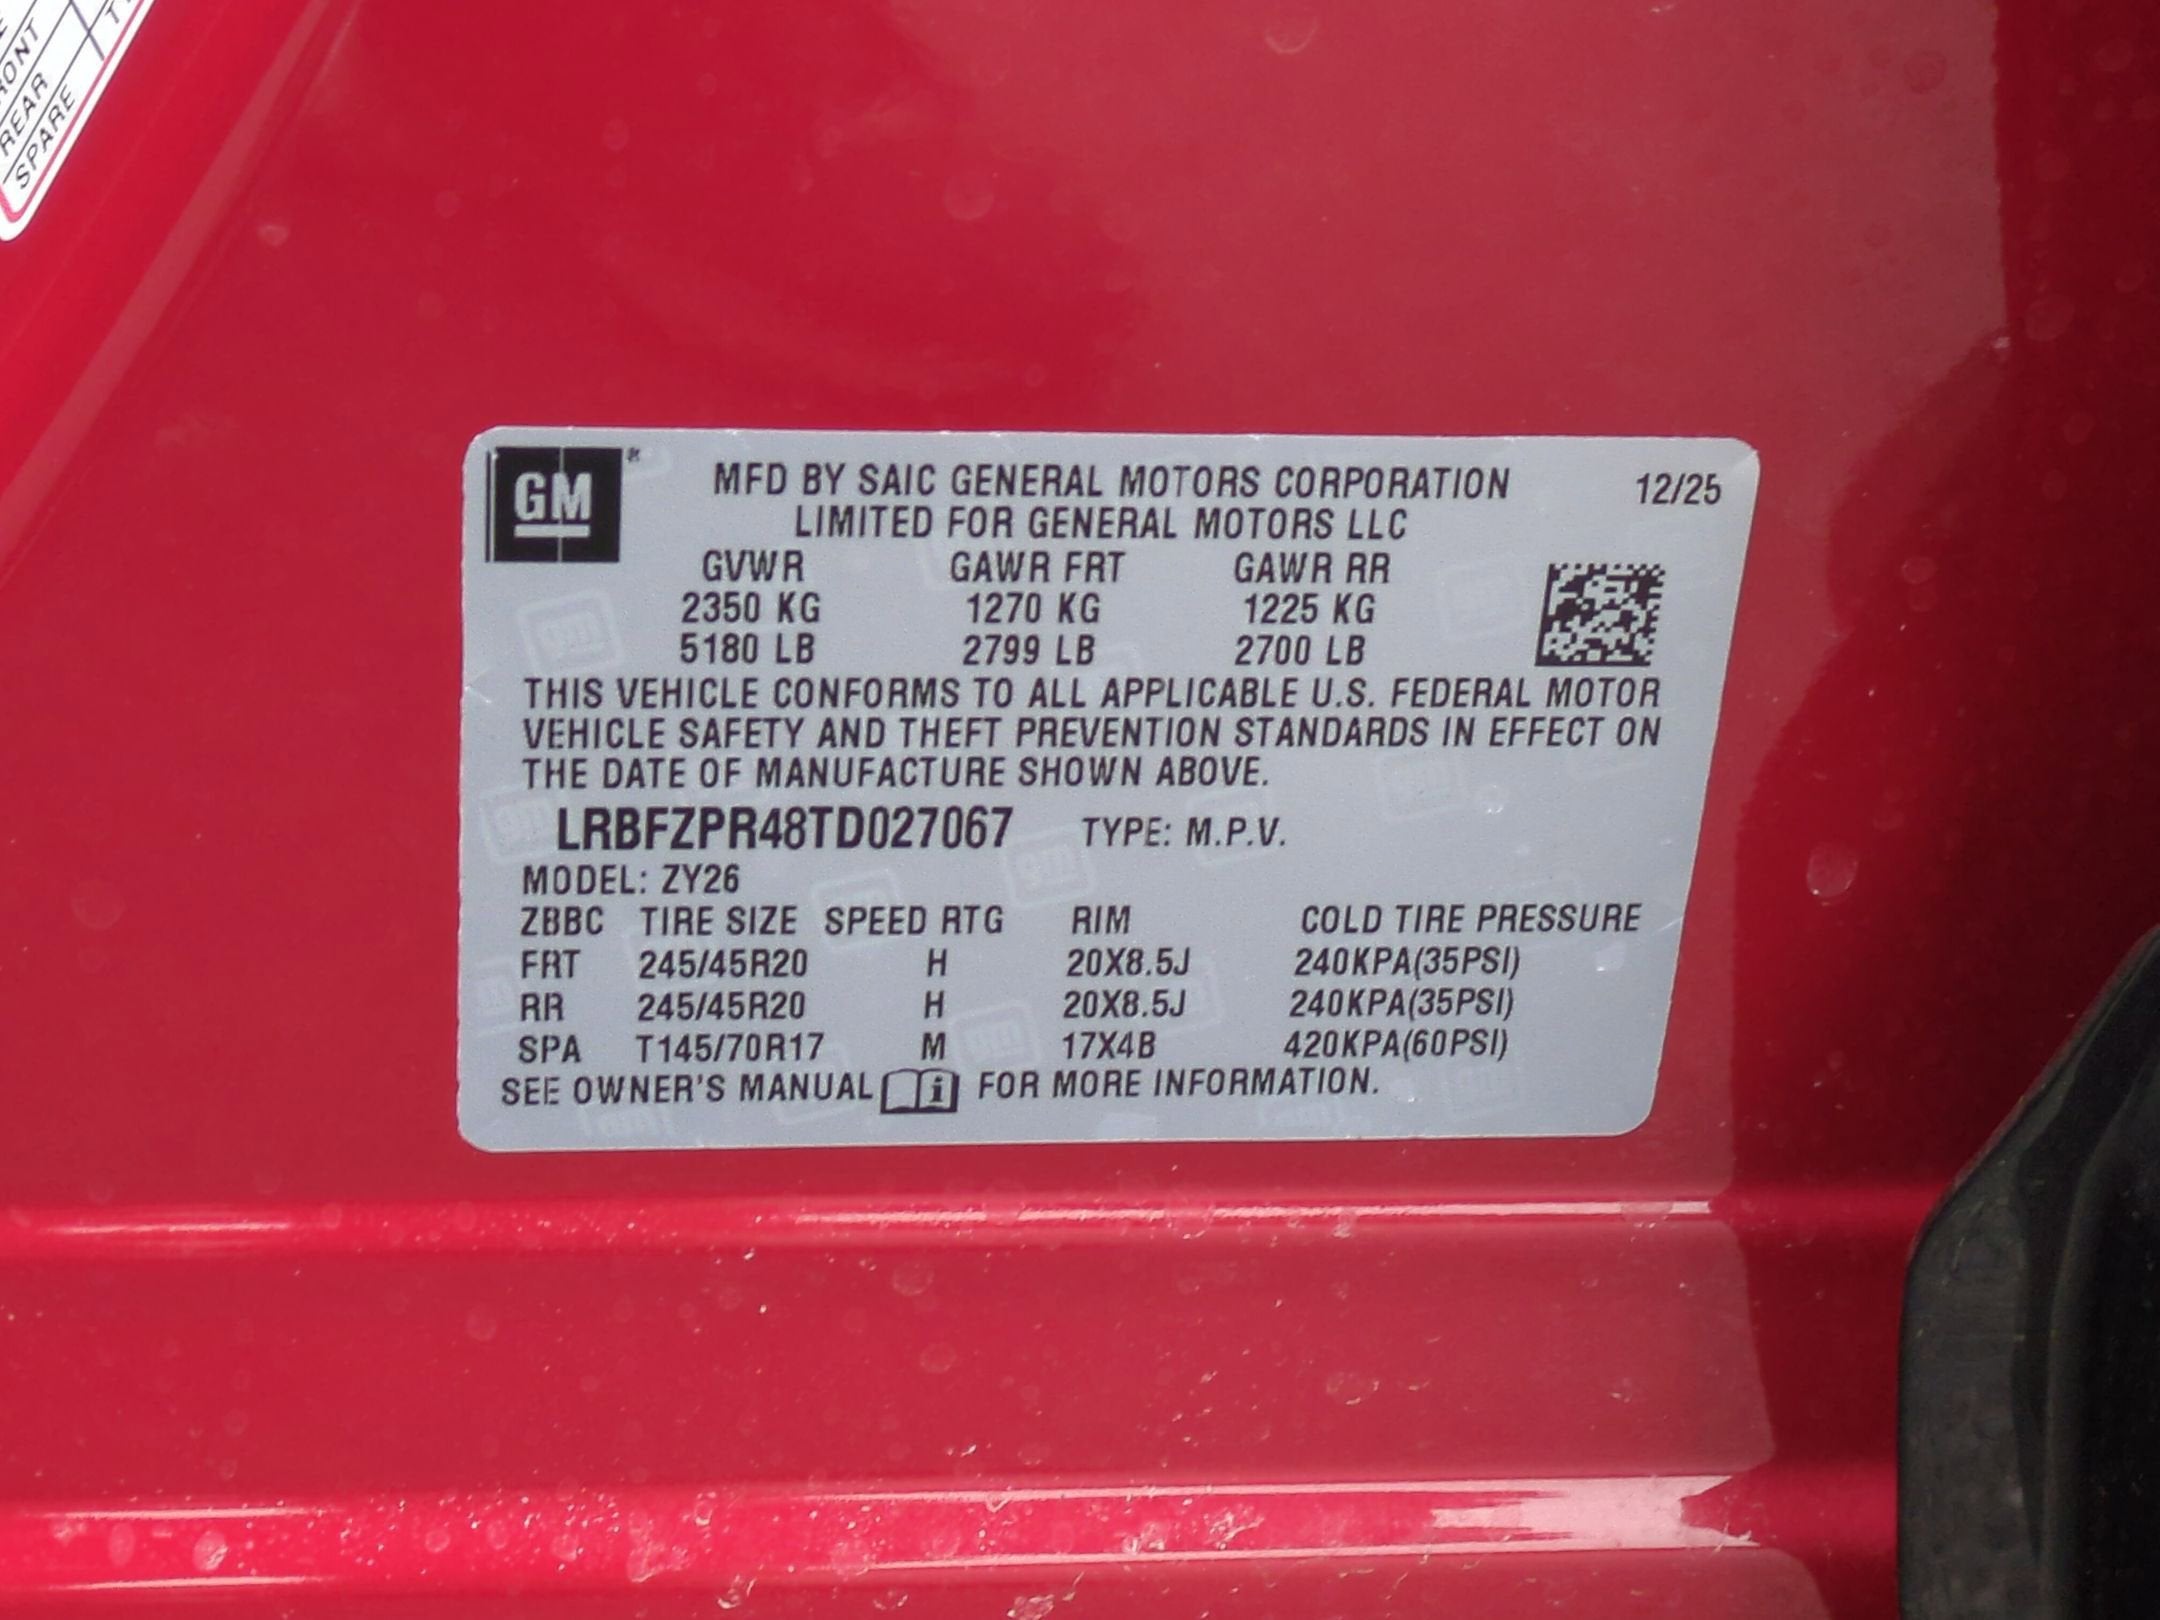 FRONT
REAR
SPARE
GM ®
MFD BY SAIC GENERAL MOTORS CORPORATION 12/25
LIMITED FOR GENERAL MOTORS LLC
GVWR GAWR FRT GAWR RR
2350 KG 1270 KG 1225 KG
5180 LB 2799 LB 2700 LB
THIS VEHICLE CONFORMS TO ALL APPLICABLE U.S. FEDERAL MOTOR
VEHICLE SAFETY AND THEFT PREVENTION STANDARDS IN EFFECT ON
THE DATE OF MANUFACTURE SHOWN ABOVE.
LRBFZPR48TD027067 TYPE: M.P.V.
MODEL: ZY26
ZBBC TIRE SIZE SPEED RTG RIM COLD TIRE PRESSURE
FRT 245/45R20 H 20X8.5J 240KPA(35PSI)
RR 245/45R20 H 20X8.5J 240KPA(35PSI)
SPA T145/70R17 M 17X4B 420KPA(60PSI)
SEE OWNER'S MANUAL i FOR MORE INFORMATION.